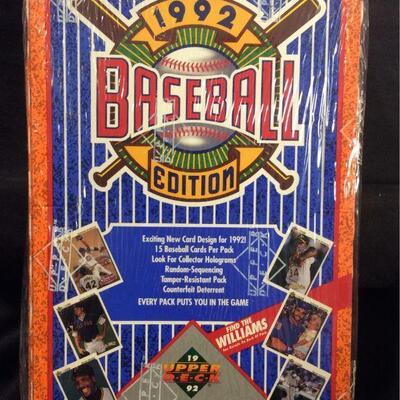 1992
BASEBALL
EDITION
Exciting New Card Design for 1992!
15 Baseball Cards Per Pack
Look For Collector Holograms
Random-Sequencing
Tamper-Resistant Pack
Counterfeit Deterrent
EVERY PACK PUTS YOU IN THE GAME
FIND THE
WILLIAMS
19
UPPER
DECK
92